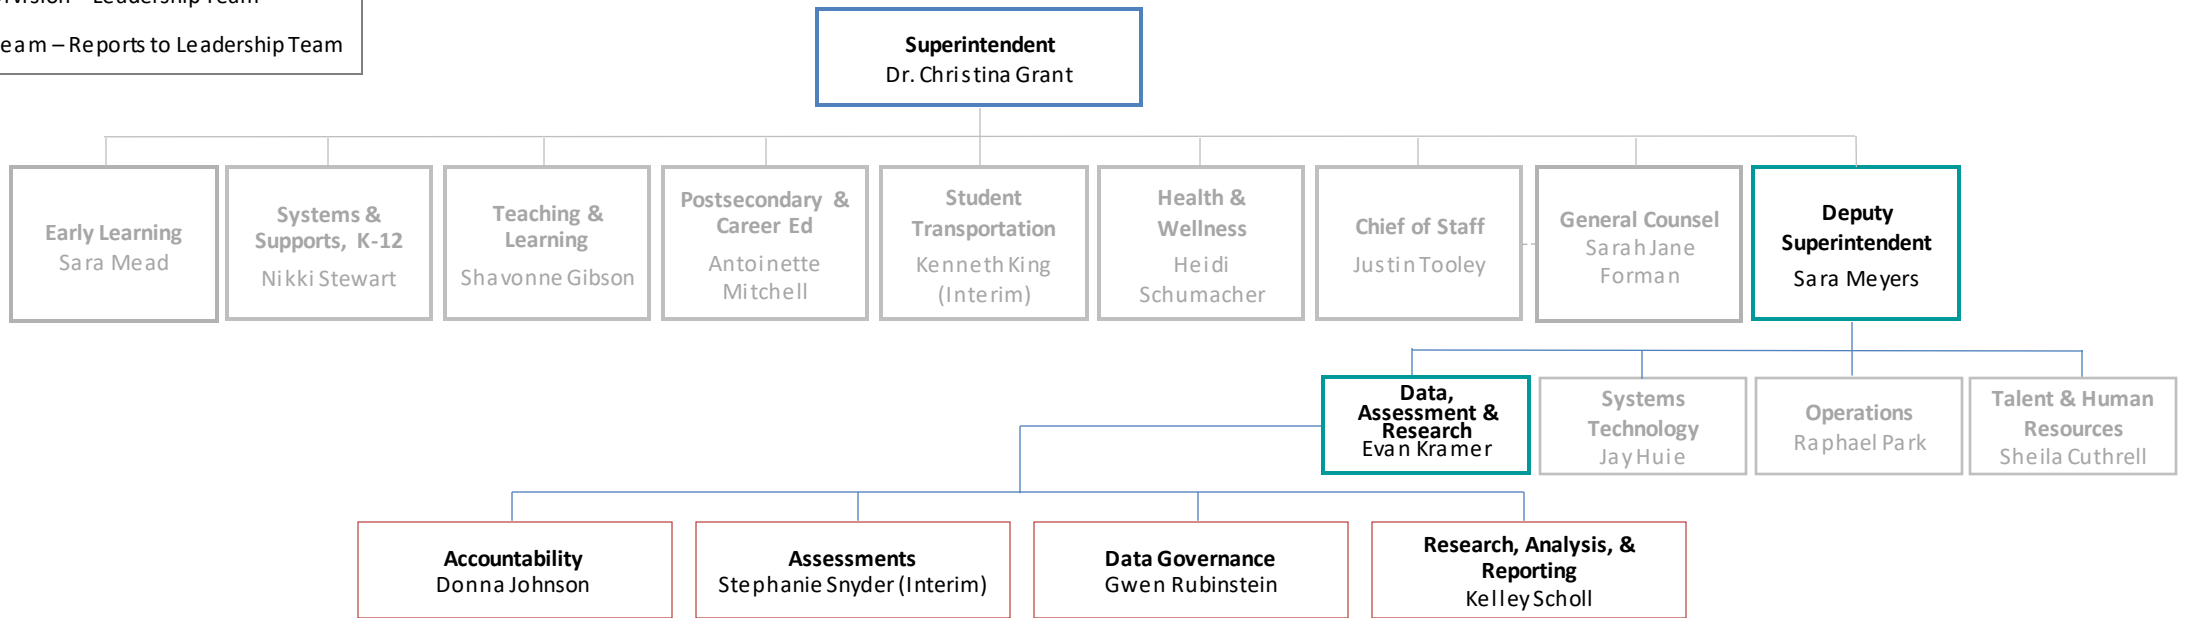 – Leadership Team
– Reports to Leadership Team
Superintendent
Dr. Christina Grant
Early Learning
Sara Mead
Systems &
Supports, K-12
Nikki Stewart
Teaching &
Learning
Shavonne Gibson
Postsecondary &
Career Ed
Antoinette
Mitchell
Student
Transportation
Kenneth King
(Interim)
Health &
Wellness
Heidi
Schumacher
Chief of Staff
Justin Tooley
General Counsel
Sarah Jane
Forman
Deputy
Superintendent
Sara Meyers
Data,
Assessment &
Research
Evan Kramer
Systems
Technology
Jay Huie
Operations
Raphael Park
Talent & Human
Resources
Sheila Cuthrell
Accountability
Donna Johnson
Assessments
Stephanie Snyder (Interim)
Data Governance
Gwen Rubinstein
Research, Analysis, &
Reporting
Kelley Scholl